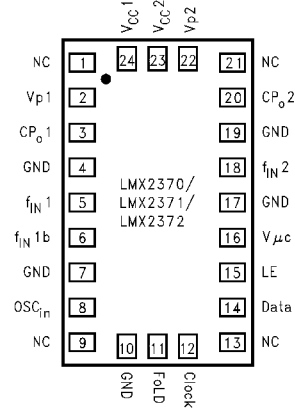 VCC1 VCC2 Vp2
24 23 22
NC 1 21 NC
Vp1 2 20 CPo2
CPo1 3 19 GND
GND 4 18 fIN2
fIN1 5 LMX2370/ 17 GND
LMX2371/
fIN1b 6 LMX2372 16 Vμc
GND 7 15 LE
OSCin 8 14 Data
NC 9 13 NC
10 11 12
GND FoLD Clock